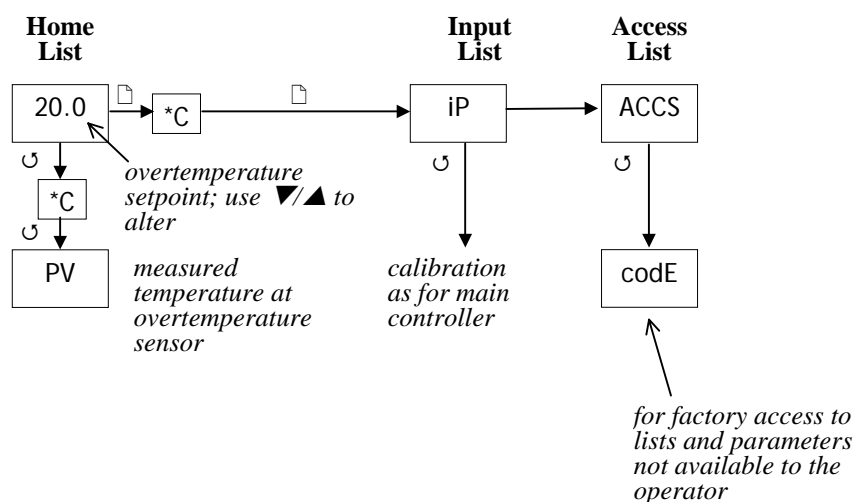 Home
List
Input
List
Access
List
20.0
*C
iP
ACCS
overtemperature
setpoint; use ▼/▲ to
alter
*C
PV
measured
temperature at
overtemperature
sensor
calibration
as for main
controller
codE
for factory access to
lists and parameters
not available to the
operator